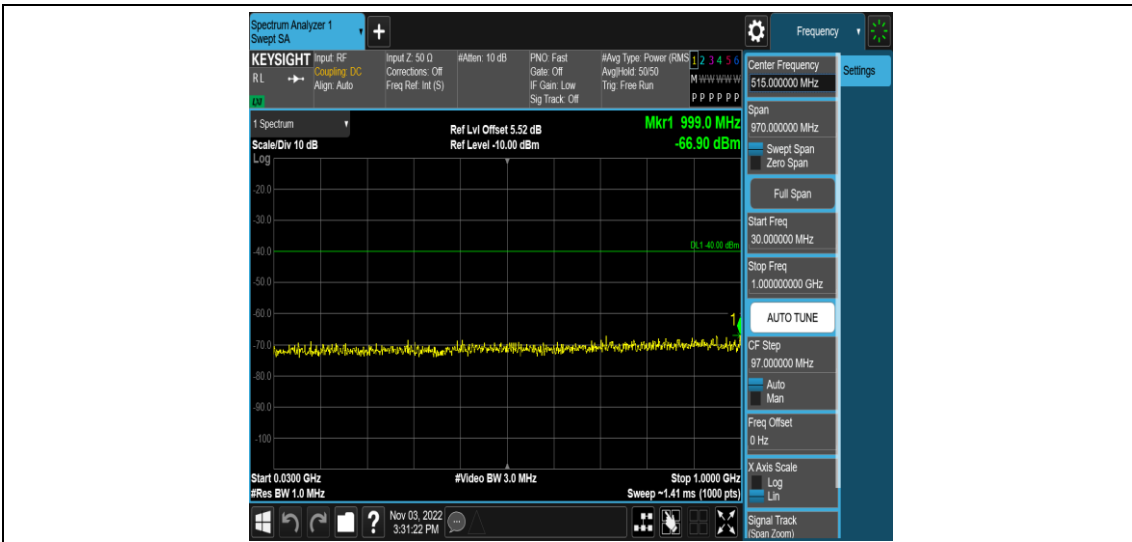 Spectrum Analyzer 1
Swept SA
+
Frequency
KEYSIGHT
RL
Input: RF
Coupling: DC
Align: Auto
Input Z: 50 Ω
Corrections: Off
Freq Ref: Int (S)
#Atten: 10 dB
PNO: Fast
Gate: Off
IF Gain: Low
Sig Track: Off
#Avg Type: Power (RMS
Avg|Hold: 50/50
Trig: Free Run
1 2 3 4 5 6
M W W W W W
P P P P P P
1 Spectrum
Scale/Div 10 dB
Ref Lvl Offset 5.52 dB
Ref Level -10.00 dBm
Mkr1 999.0 MHz
-66.90 dBm
Log
-20.0
-30.0
-40.0
DL1 -40.00 dBm
-50.0
-60.0
1
-70.0
-80.0
-90.0
-100
Start 0.0300 GHz
#Res BW 1.0 MHz
#Video BW 3.0 MHz
Stop 1.0000 GHz
Sweep ~1.41 ms (1000 pts)
?
Nov 03, 2022
3:31:22 PM
Center Frequency
515.000000 MHz
Settings
Span
970.000000 MHz
Swept Span
Zero Span
Full Span
Start Freq
30.000000 MHz
Stop Freq
1.000000000 GHz
AUTO TUNE
CF Step
97.000000 MHz
Auto
Man
Freq Offset
0 Hz
X Axis Scale
Log
Lin
Signal Track
(Span Zoom)